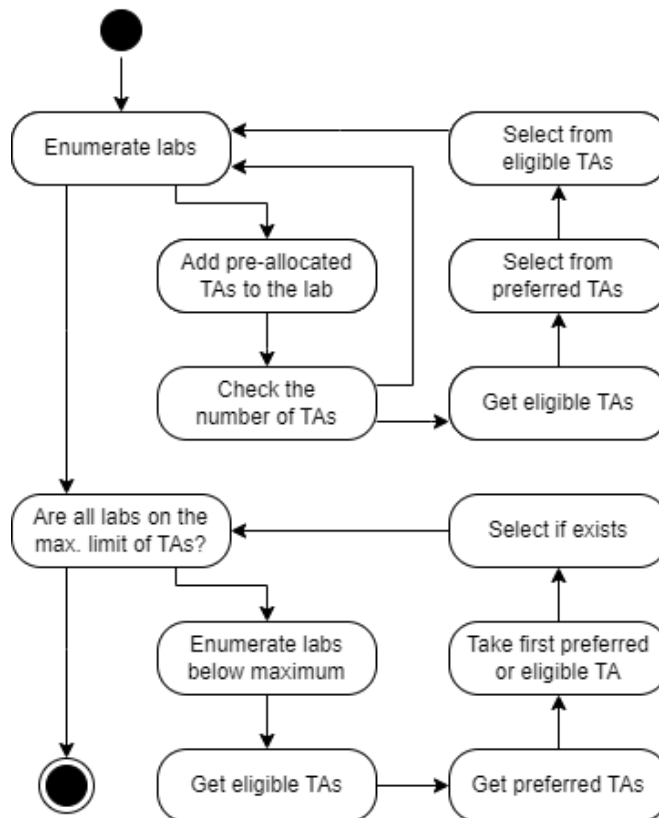 Enumerate labs
Select from
eligible TAs
Add pre-allocated
TAs to the lab
Select from
preferred TAs
Check the
number of TAs
Get eligible TAs
Are all labs on the
max. limit of TAs?
Select if exists
Enumerate labs
below maximum
Take first preferred
or eligible TA
Get eligible TAs
Get preferred TAs